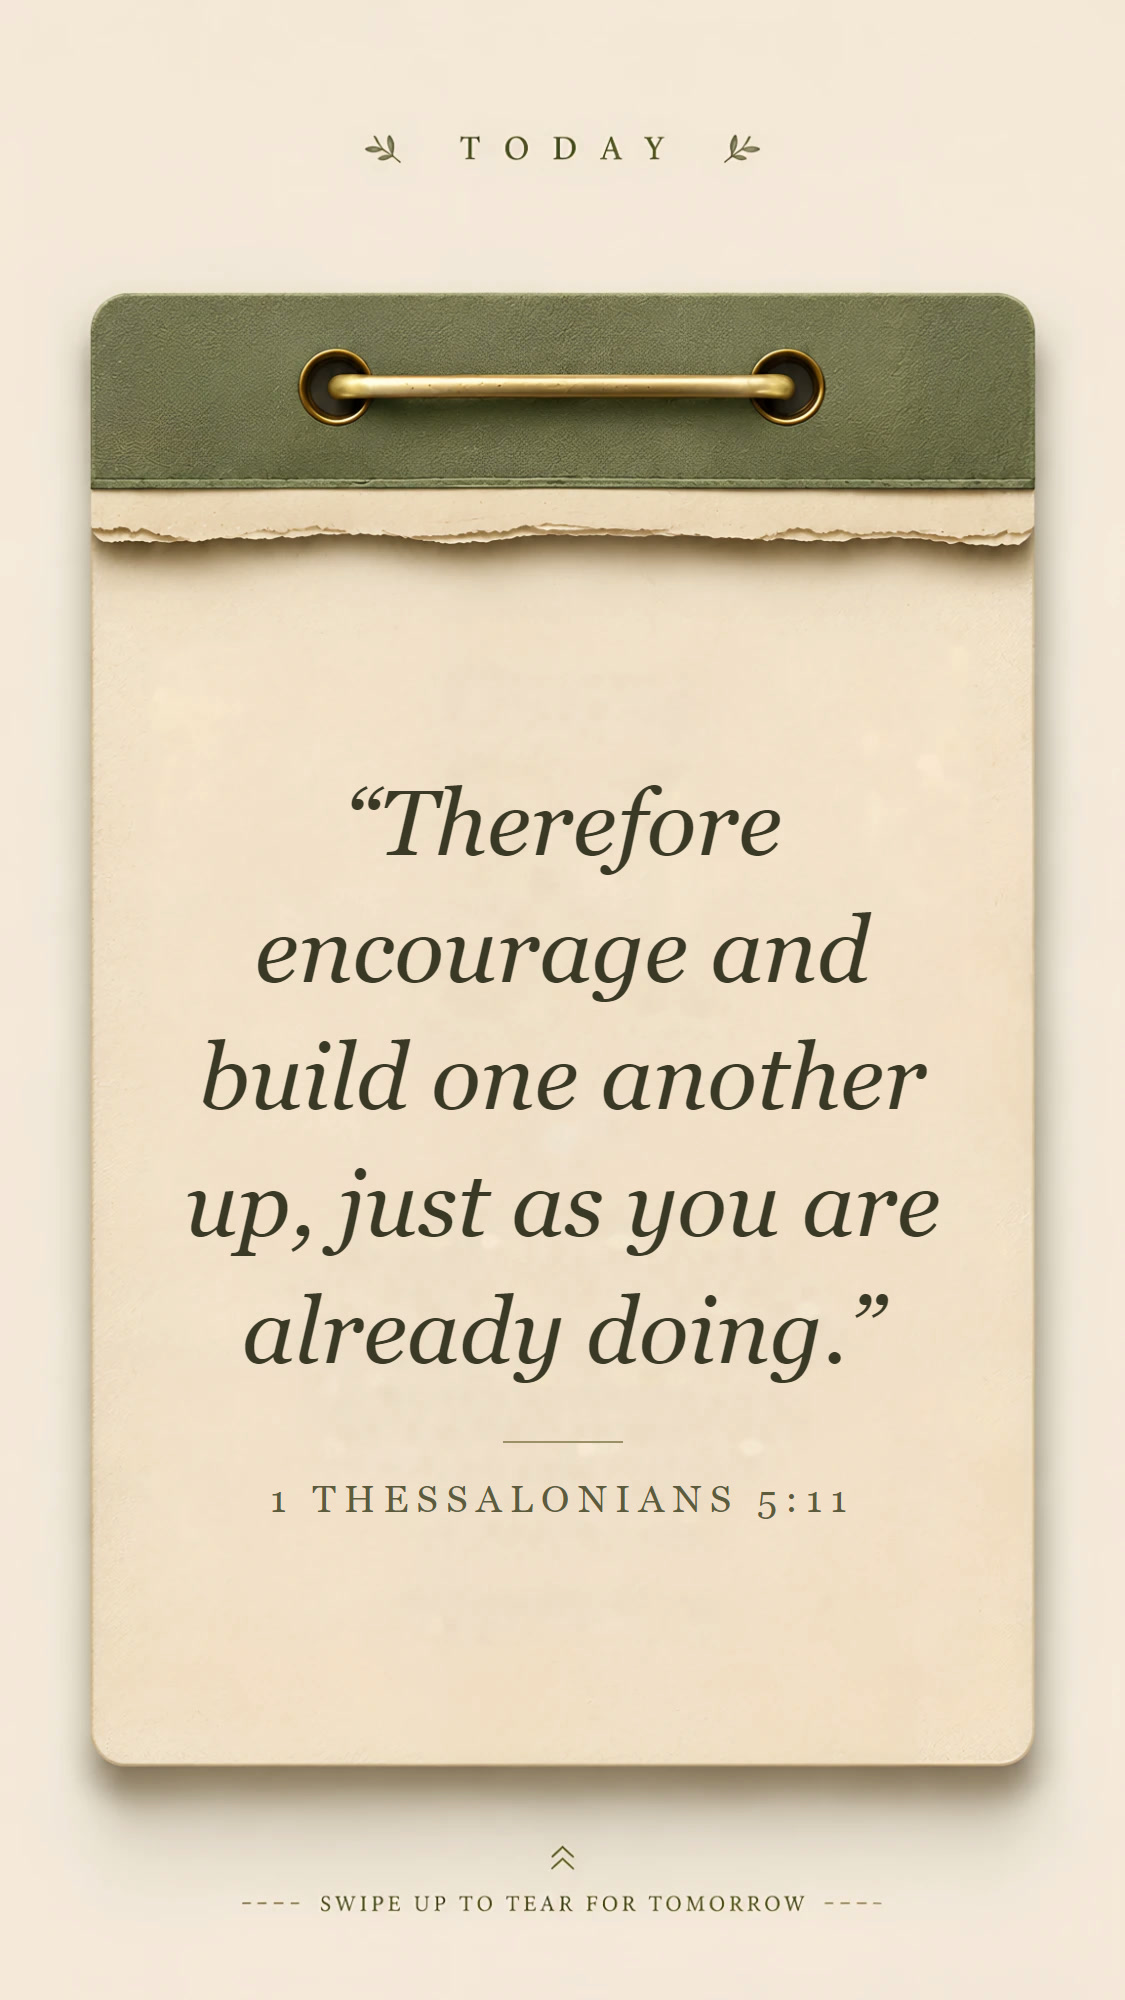 TODAY
“Therefore
encourage and
build one another
up, just as you are
already doing.”
1 THESSALONIANS 5:11
SWIPE UP TO TEAR FOR TOMORROW